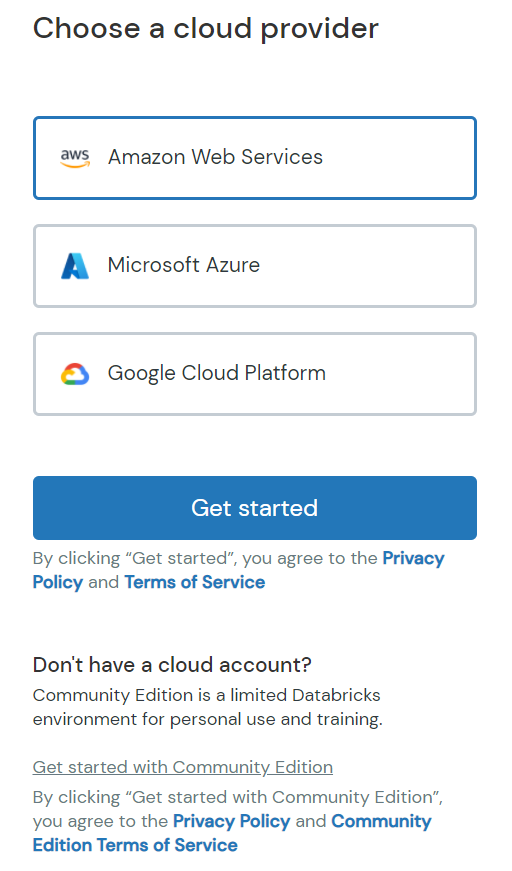 Choose a cloud provider
aws Amazon Web Services
Microsoft Azure
Google Cloud Platform
Get started
By clicking “Get started”, you agree to the Privacy
Policy and Terms of Service
Don't have a cloud account?
Community Edition is a limited Databricks
environment for personal use and training.
Get started with Community Edition
By clicking “Get started with Community Edition”,
you agree to the Privacy Policy and Community
Edition Terms of Service